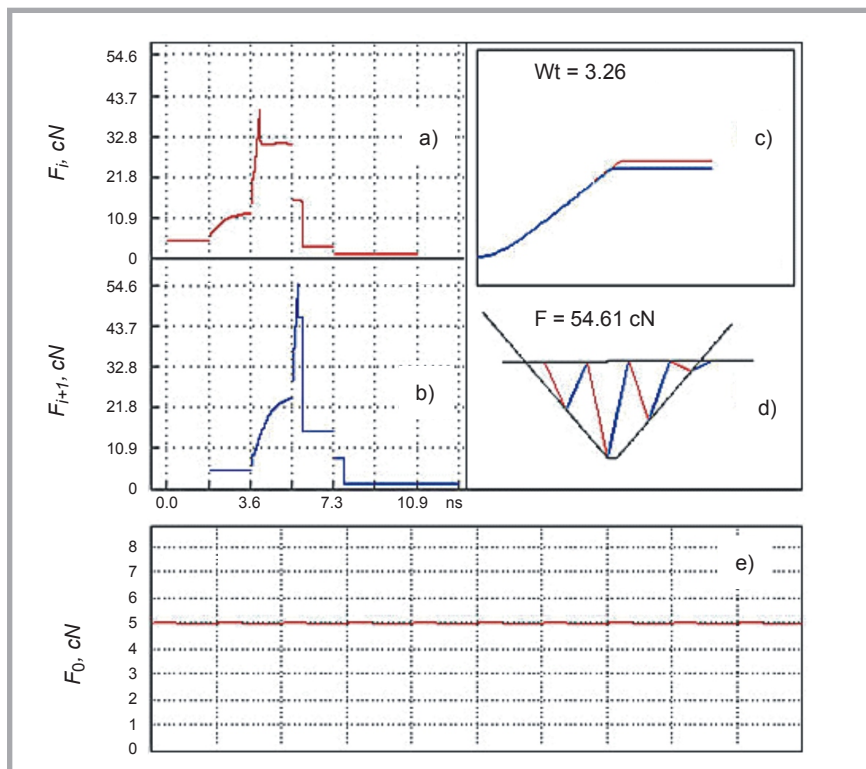 54.6
43.7
32.8
21.8
10.9
0
F_i, cN
a)
54.6
43.7
32.8
21.8
10.9
0
F_{i+1}, cN
b)
0.0 3.6 7.3 10.9 ns
Wt = 3.26
c)
F = 54.61 cN
d)
8
7
6
5
4
3
2
1
0
F_0, cN
e)